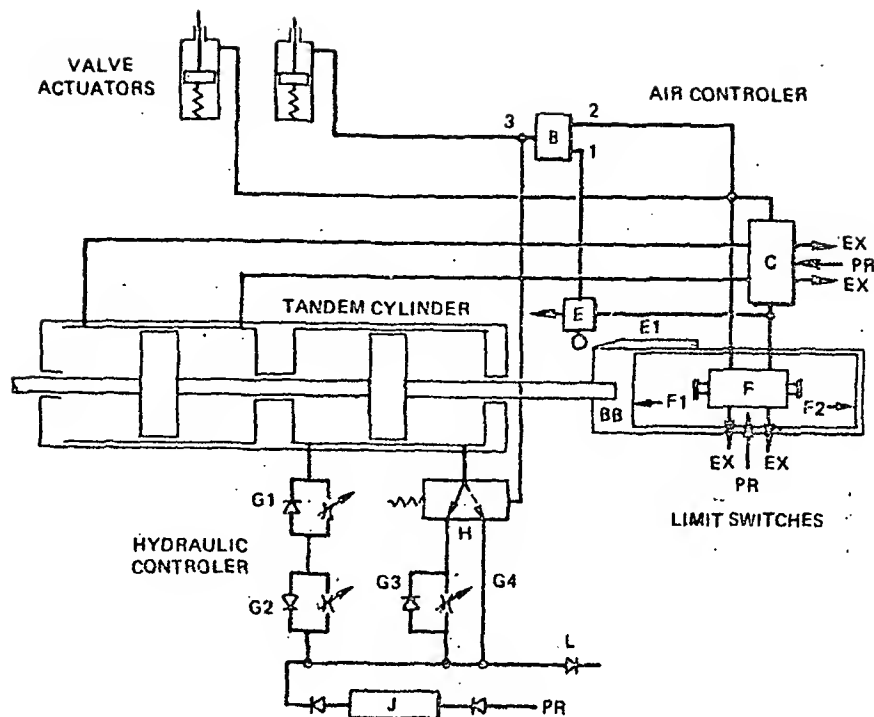 VALVE
ACTUATORS
AIR CONTROLER
3
B
2
1
C
EX
PR
EX
TANDEM CYLINDER
E
E1
BB
F1
F
F2
EX
EX
PR
LIMIT SWITCHES
G1
H
HYDRAULIC
CONTROLER
G2
G3
G4
L
J
PR